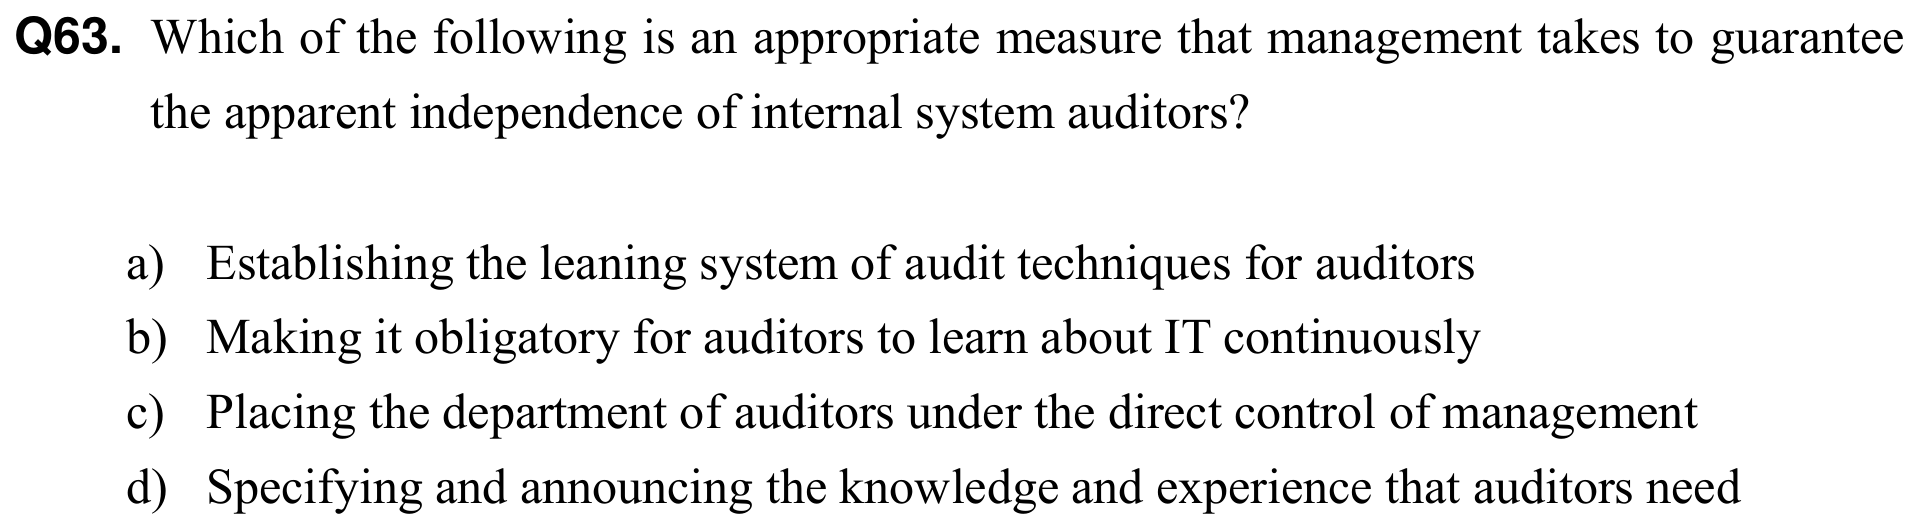 Q63. Which of the following is an appropriate measure that management takes to guarantee
the apparent independence of internal system auditors?
a) Establishing the leaning system of audit techniques for auditors
b) Making it obligatory for auditors to learn about IT continuously
c) Placing the department of auditors under the direct control of management
d) Specifying and announcing the knowledge and experience that auditors need